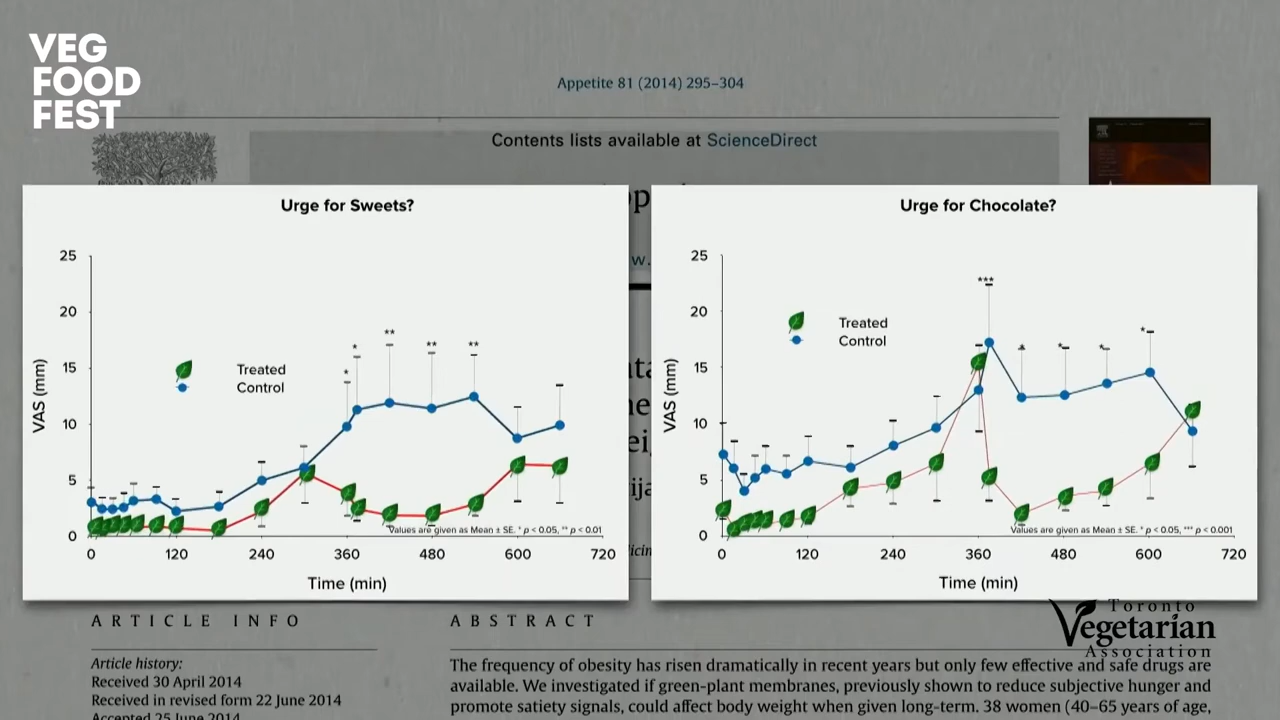 VEG
FOOD
FEST
Appetite 81 (2014) 295–304
Contents lists available at ScienceDirect
Urge for Sweets?
25
20
15
10
5
0
VAS (mm)
Treated
Control
*
*
**
**
**
Values are given as Mean ± SE. * p < 0.05, ** p < 0.01
0 120 240 360 480 600 720
Time (min)
Urge for Chocolate?
25
20
15
10
5
0
VAS (mm)
Treated
Control
***
*
*
*
*
Values are given as Mean ± SE. * p < 0.05, *** p < 0.001
0 120 240 360 480 600 720
Time (min)
w.
ARTICLE INFO
ABSTRACT
Toronto
Vegetarian
Association
Article history:
Received 30 April 2014
Received in revised form 22 June 2014
Accepted 25 June 2014
The frequency of obesity has risen dramatically in recent years but only few effective and safe drugs are
available. We investigated if green-plant membranes, previously shown to reduce subjective hunger and
promote satiety signals, could affect body weight when given long-term. 38 women (40–65 years of age,